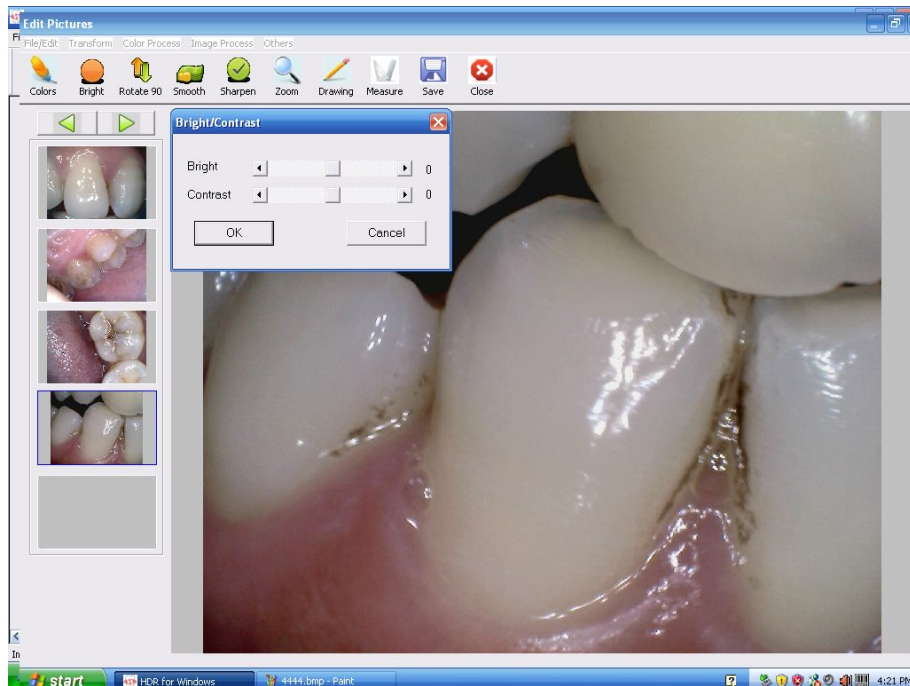 Edit Pictures
File/Edit Transform Color Process Image Process Others
Colors Bright Rotate 90 Smooth Sharpen Zoom Drawing Measure Save Close
Bright/Contrast
Bright 0
Contrast 0
OK Cancel
In
start HDR for Windows 4444.bmp - Paint 4:21 PM